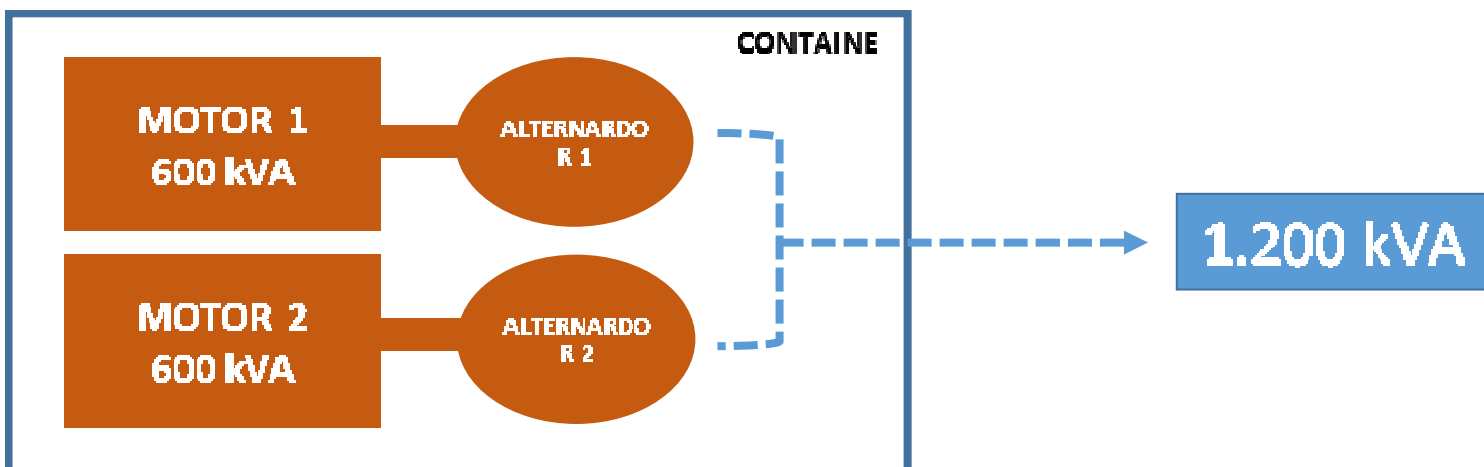 CONTAINE
MOTOR 1
600 kVA
ALTERNARDO
R 1
1.200 kVA
MOTOR 2
600 kVA
ALTERNARDO
R 2